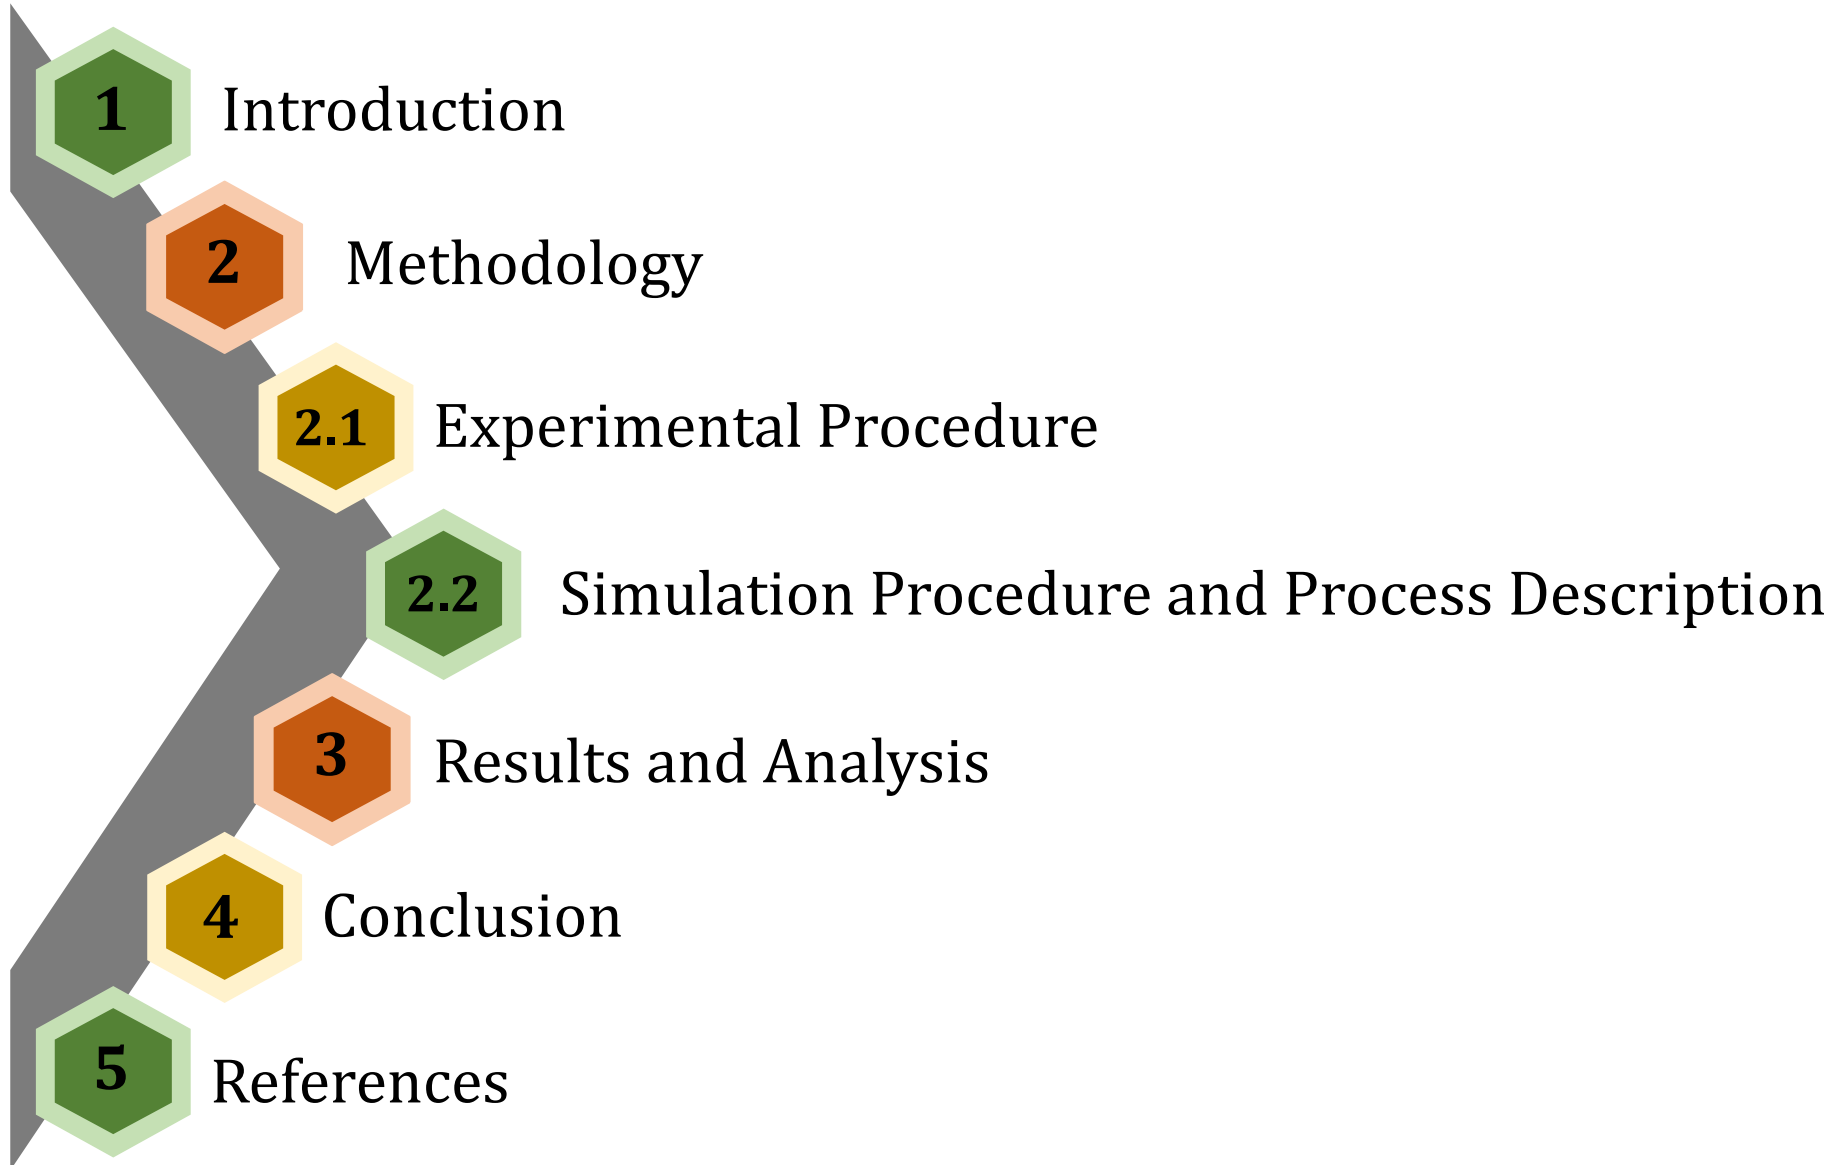 1 Introduction
2 Methodology
2.1 Experimental Procedure
2.2 Simulation Procedure and Process Description
3 Results and Analysis
4 Conclusion
5 References